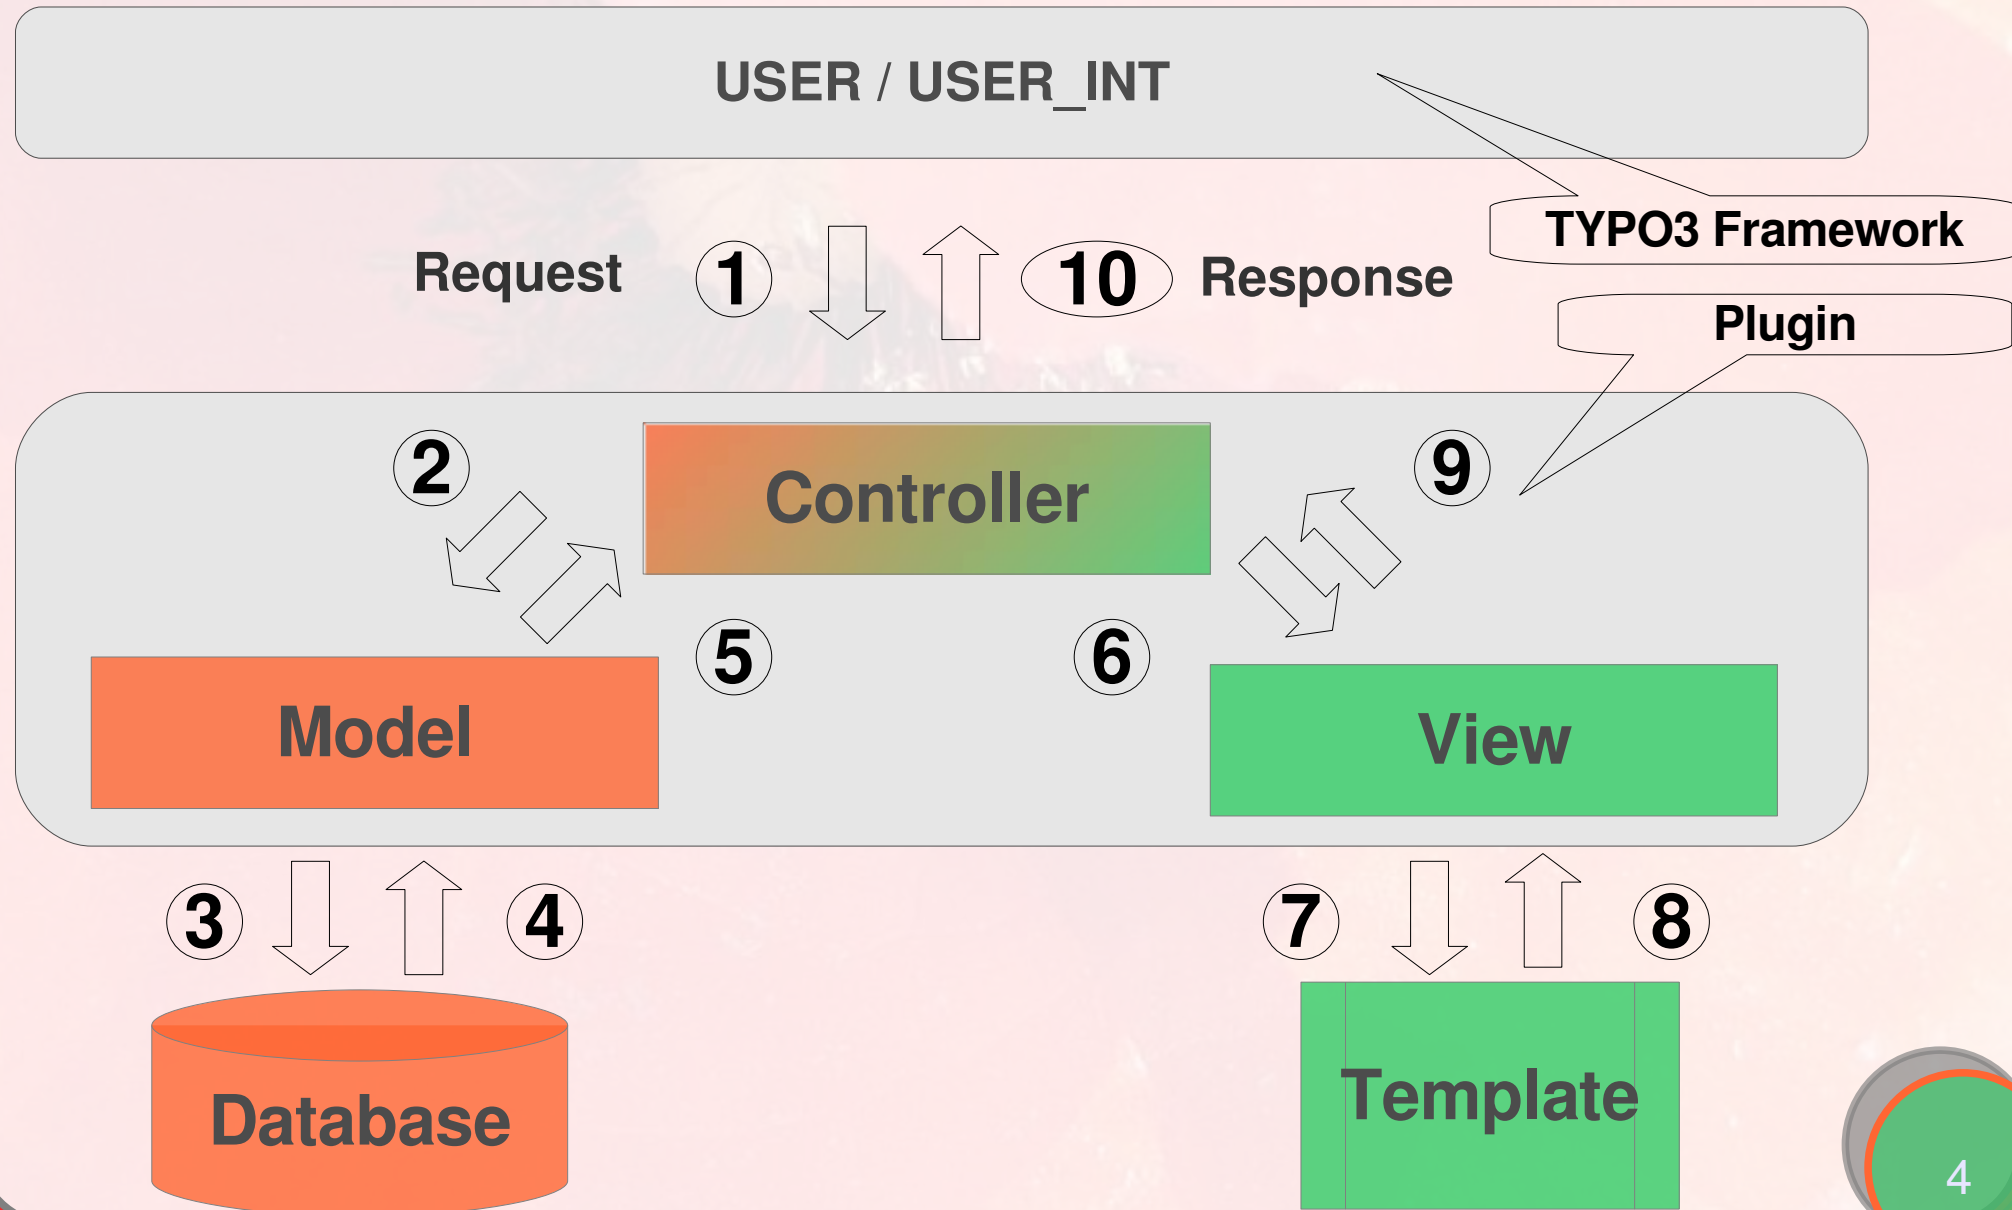 USER / USER_INT
TYPO3 Framework
Request
1
10
Response
Plugin
2
Controller
9
5
6
Model
View
3
4
7
8
Database
Template
4